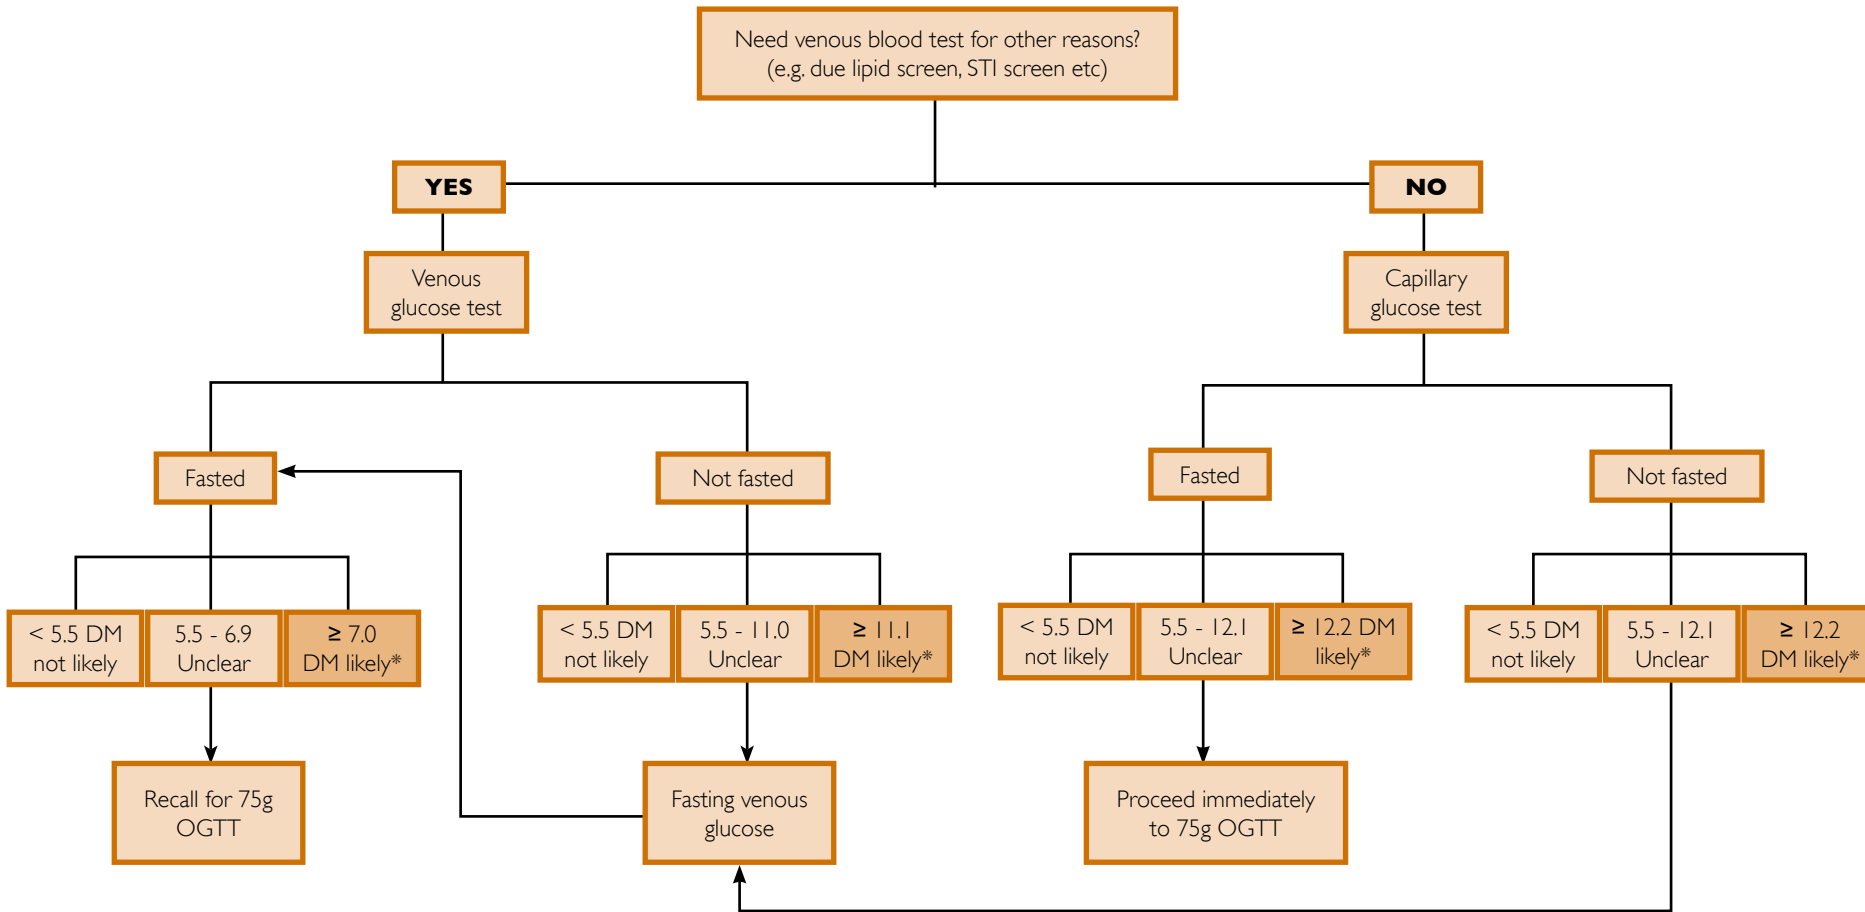 Need venous blood test for other reasons?
(e.g. due lipid screen, STI screen etc)
YES
NO
Venous
glucose test
Capillary
glucose test
Fasted
Not fasted
Fasted
Not fasted
< 5.5 DM
not likely
5.5 - 6.9
Unclear
≥ 7.0
DM likely*
< 5.5 DM
not likely
5.5 - 11.0
Unclear
≥ 11.1
DM likely*
< 5.5 DM
not likely
5.5 - 12.1
Unclear
≥ 12.2 DM
likely*
< 5.5 DM
not likely
5.5 - 12.1
Unclear
≥ 12.2
DM likely*
Recall for 75g
OGTT
Fasting venous
glucose
Proceed immediately
to 75g OGTT